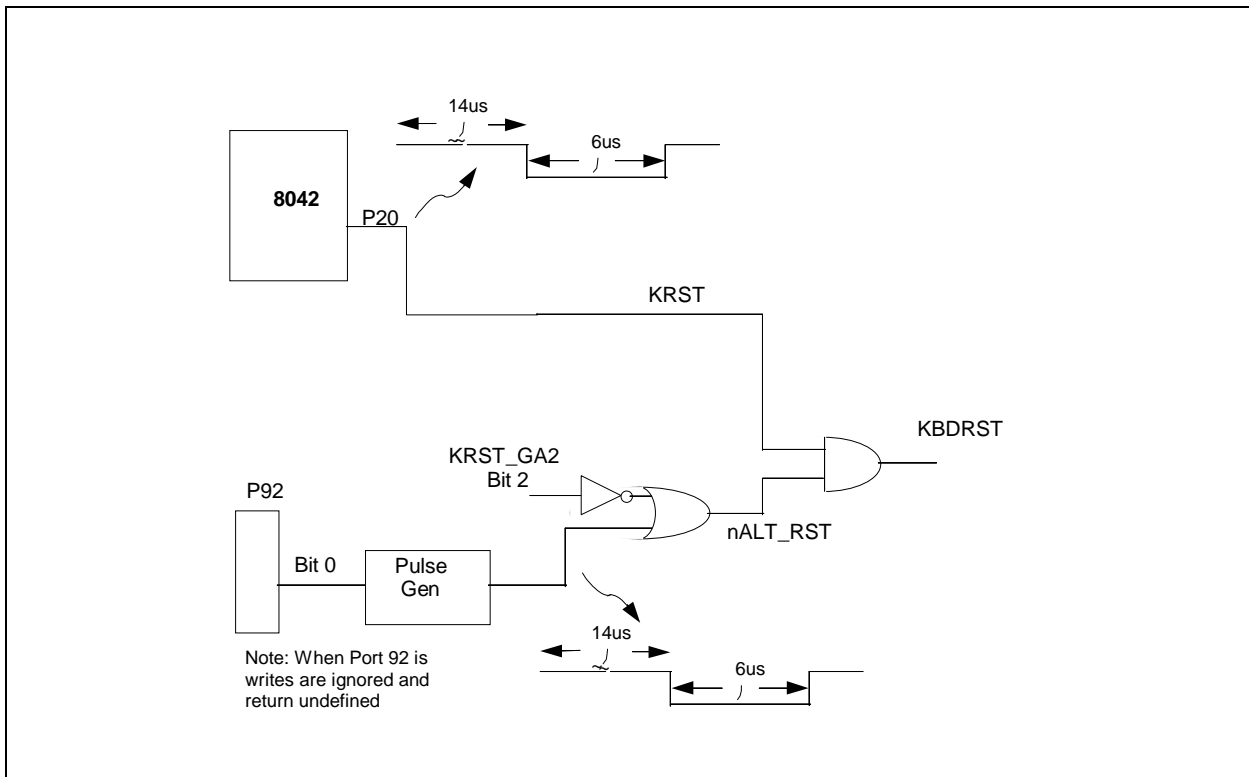 14us
6us
8042
P20
KRST
KBDRST
KRST_GA2
Bit 2
P92
nALT_RST
Bit 0
Pulse
Gen
14us
6us
Note: When Port 92 is
writes are ignored and
return undefined